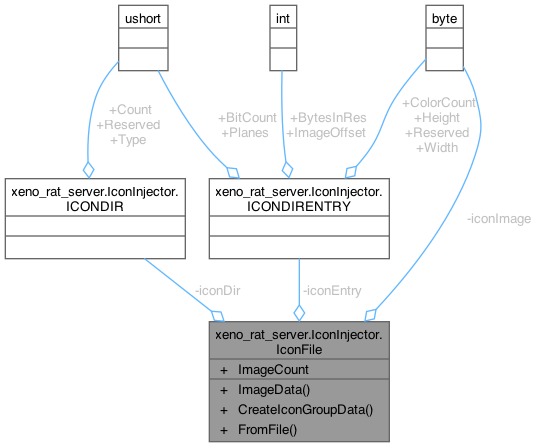 ushort
int
byte
+Count
+Reserved
+Type
+BitCount
+Planes
+BytesInRes
+ImageOffset
+ColorCount
+Height
+Reserved
+Width
xeno_rat_server.IconInjector.
ICONDIR
xeno_rat_server.IconInjector.
ICONDIRENTRY
-iconImage
-iconDir
-iconEntry
xeno_rat_server.IconInjector.
IconFile
+ ImageCount
+ ImageData()
+ CreateIconGroupData()
+ FromFile()